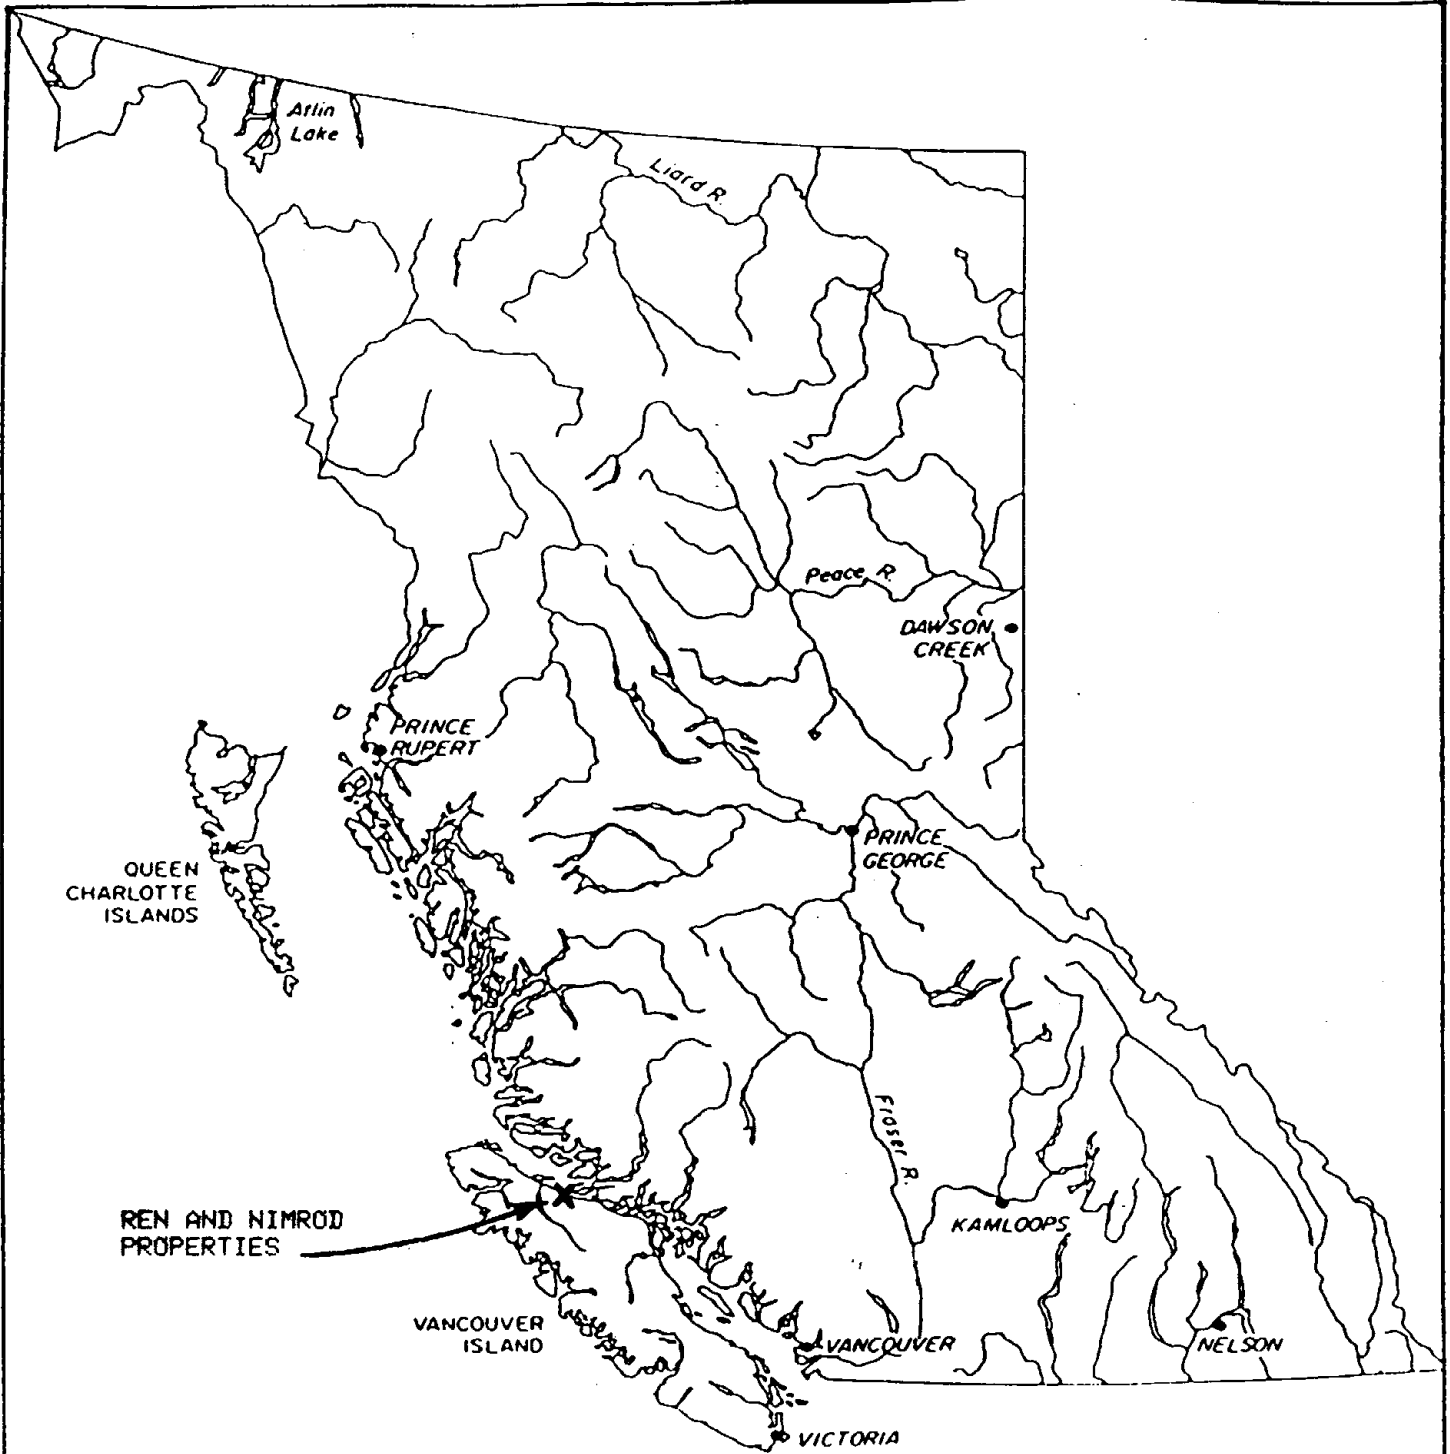 Atlin
Lake
Liard R.
Peace R.
DAWSON
CREEK
PRINCE
RUPERT
PRINCE
GEORGE
QUEEN
CHARLOTTE
ISLANDS
Fraser R.
REN AND NIMROD
PROPERTIES
KAMLOOPS
VANCOUVER
ISLAND
VANCOUVER
NELSON
VICTORIA